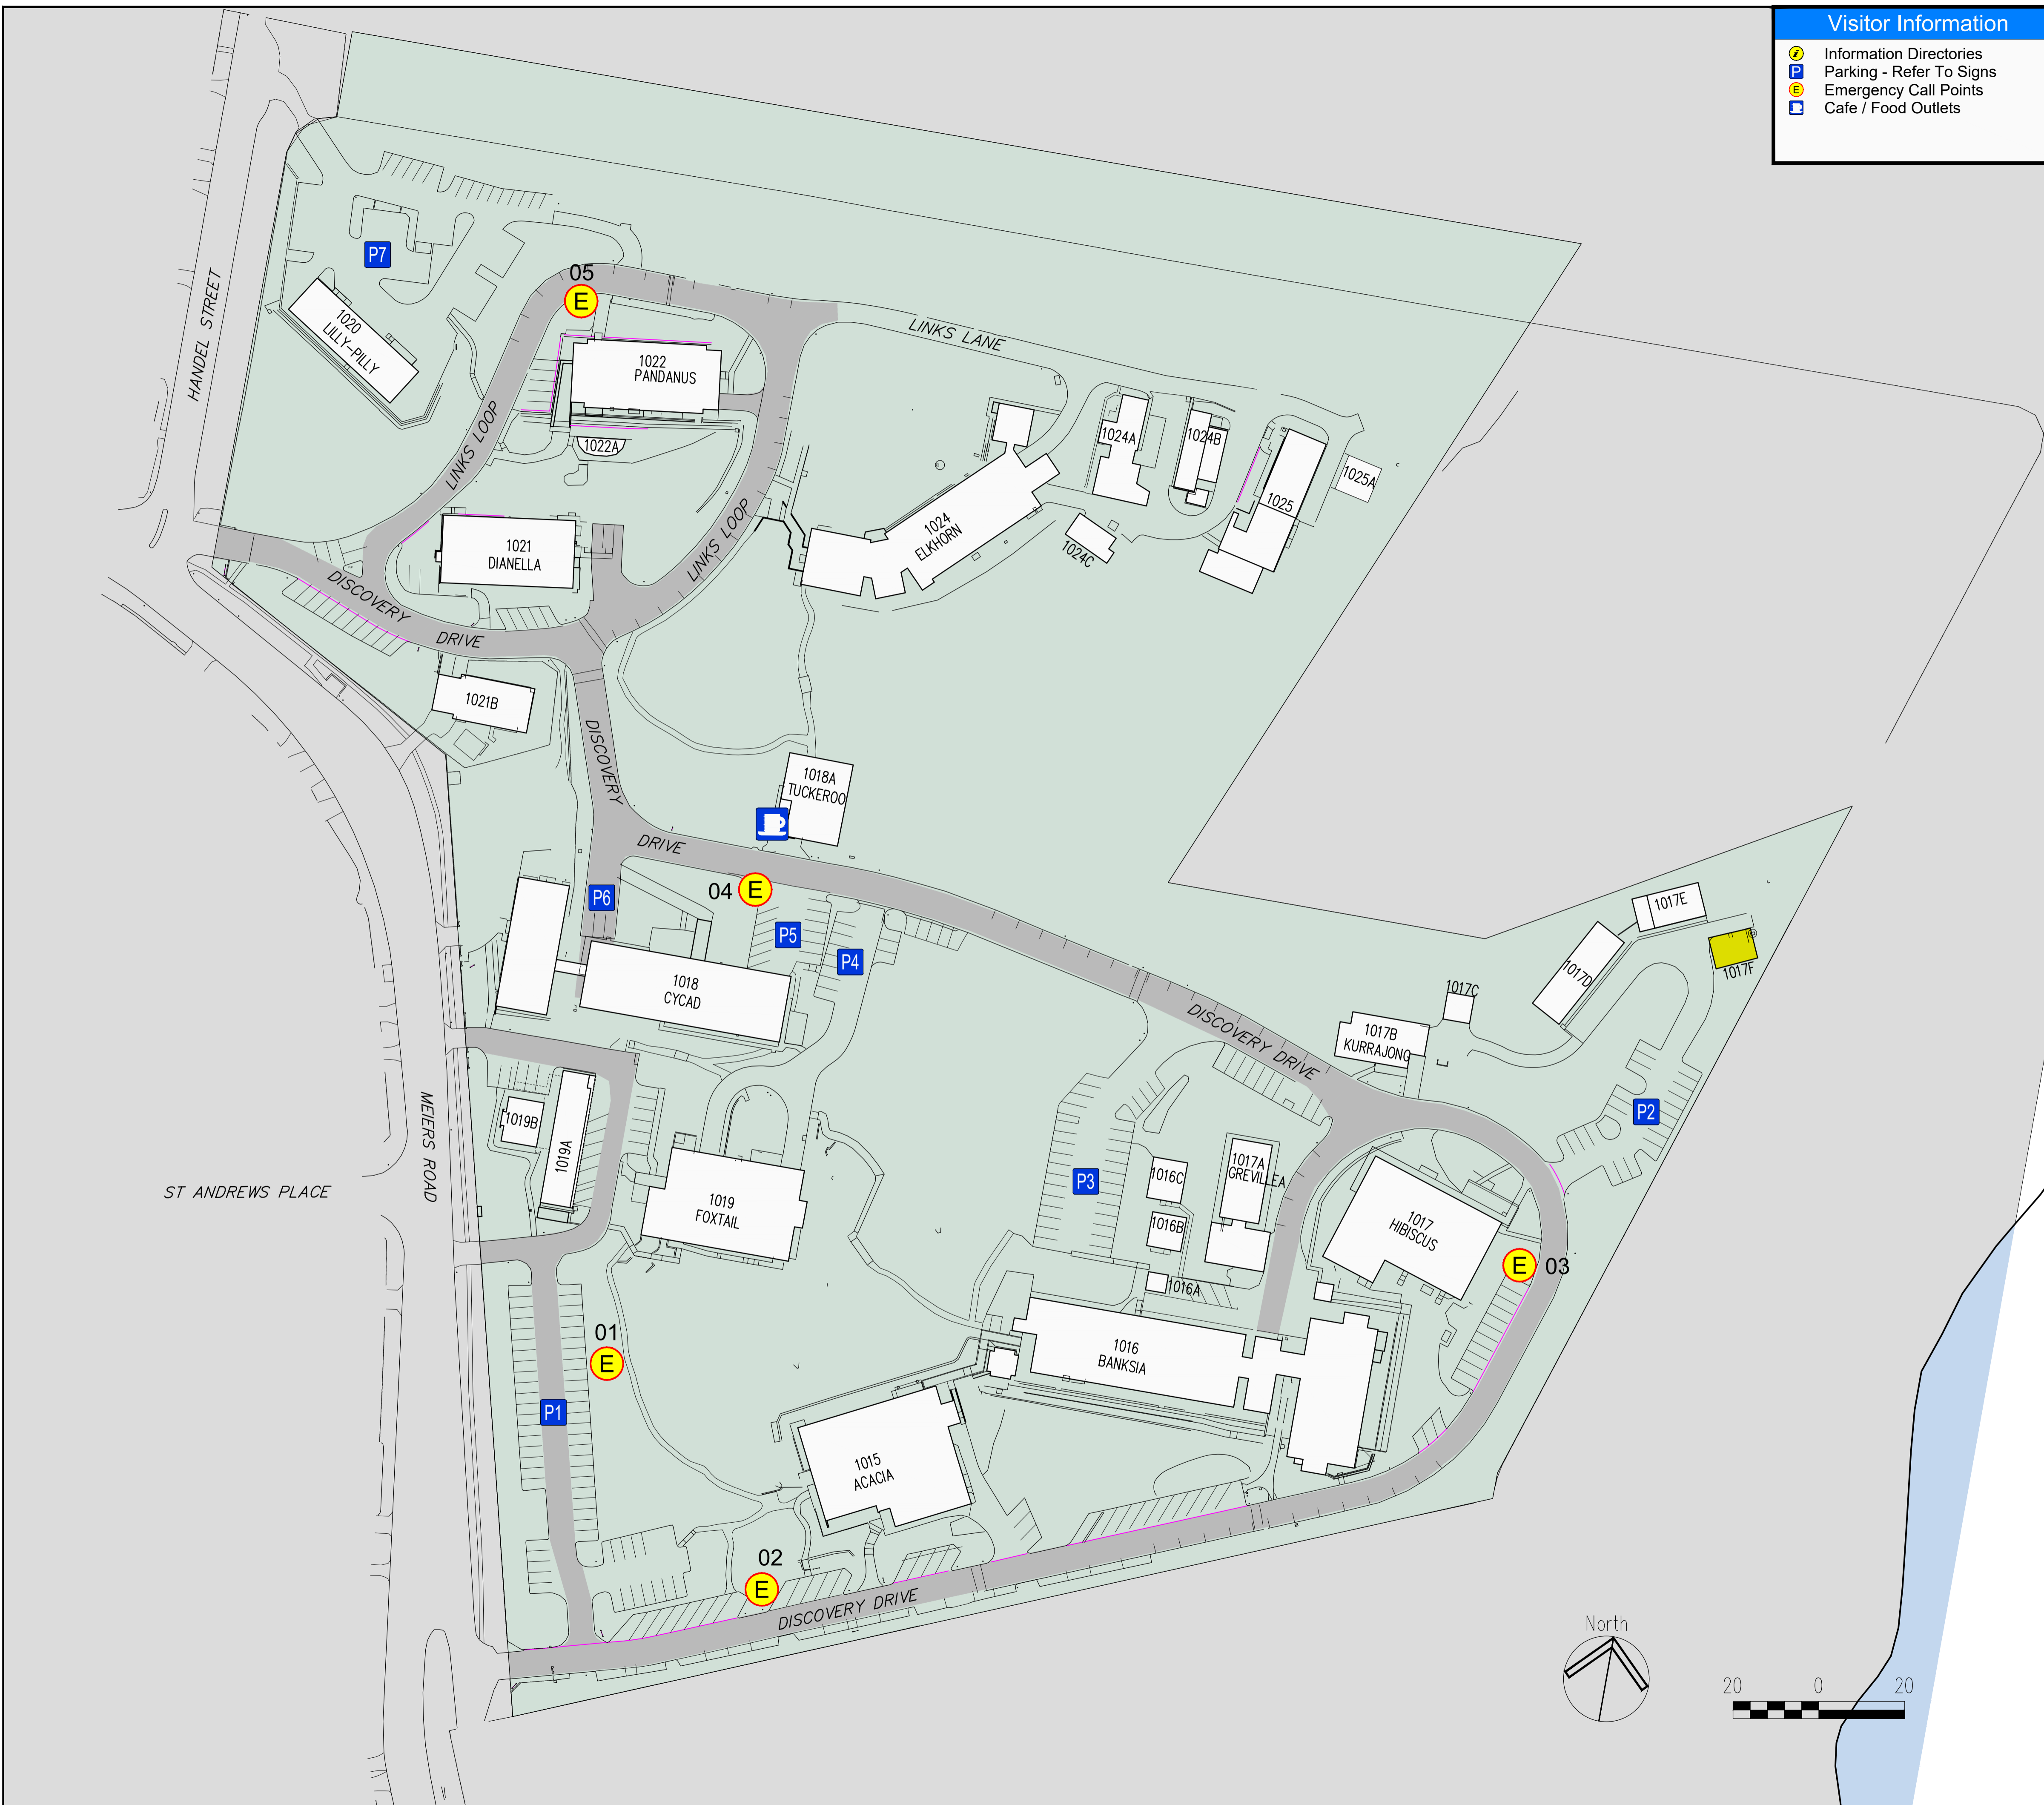 Visitor Information
i Information Directories
P Parking - Refer To Signs
E Emergency Call Points
Cafe / Food Outlets
HANDEL STREET
P7
1020
LILLY-PILLY
05
E
LINKS LANE
1022
PANDANUS
1022A
LINKS LOOP
LINKS LOOP
1021
DIANELLA
DISCOVERY
DRIVE
1021B
1024
ELKHORN
1024A
1024B
1024C
1025
1025A
DISCOVERY
DRIVE
1018A
TUCKEROO
04
E
P6
P5
P4
1018
CYCAD
DISCOVERY DRIVE
1017B
KURRAJONG
1017C
1017D
1017E
1017F
P2
MEIERS ROAD
ST ANDREWS PLACE
1019B
1019A
1019
FOXTAIL
P3
1016C
1016B
1016A
1017A
GREVILLEA
1017
HIBISCUS
E
03
01
E
P1
1016
BANKSIA
1015
ACACIA
02
E
DISCOVERY DRIVE
North
20 0 20